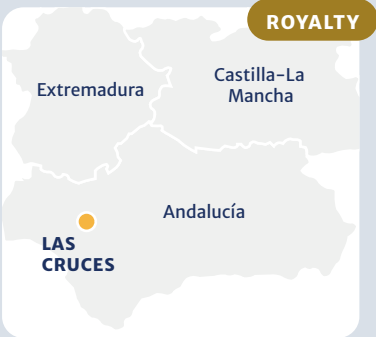 ROYALTY
Extremadura
Castilla-La
Mancha
Andalucía
LAS
CRUCES